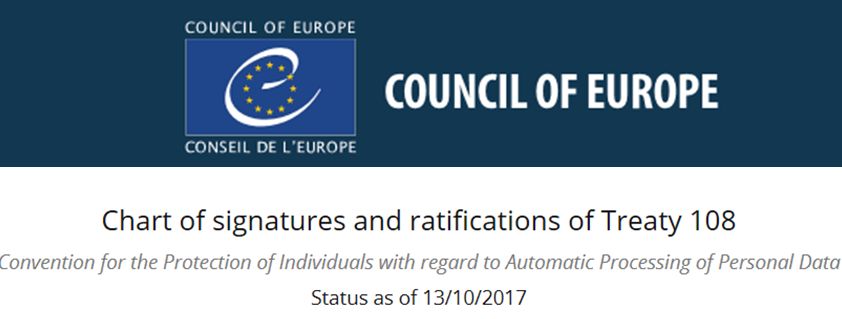 COUNCIL OF EUROPE
COUNCIL OF EUROPE
CONSEIL DE L'EUROPE
Chart of signatures and ratifications of Treaty 108
Convention for the Protection of Individuals with regard to Automatic Processing of Personal Data
Status as of 13/10/2017